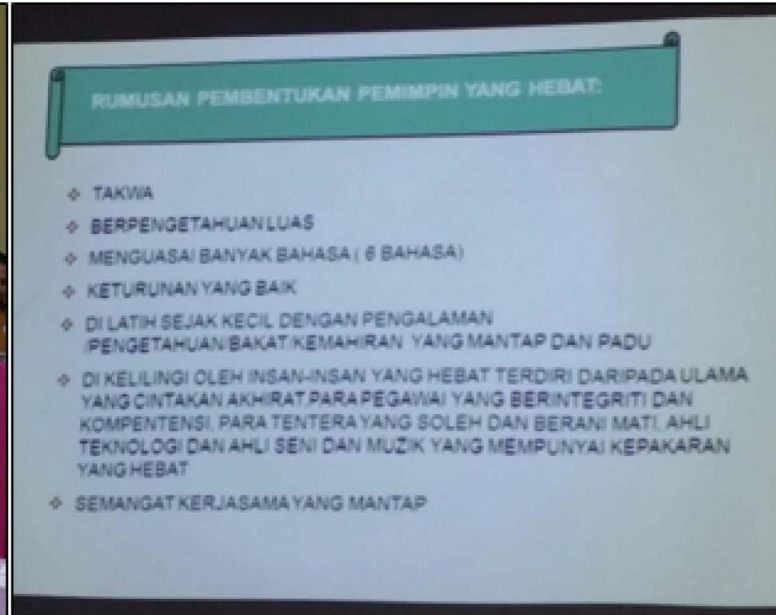 RUMUSAN PEMBENTUKAN PEMIMPIN YANG HEBAT:
TAKWA
BERPENGETAHUAN LUAS
MENGUASAI BANYAK BAHASA ( 6 BAHASA)
KETURUNAN YANG BAIK
DI LATIH SEJAK KECIL DENGAN PENGALAMAN
/PENGETAHUAN/BAKAT/KEMAHIRAN YANG MANTAP DAN PADU
DI KELILINGI OLEH INSAN-INSAN YANG HEBAT TERDIRI DARIPADA ULAMA
YANG CINTAKAN AKHIRAT PARA PEGAWAI YANG BERINTEGRITI DAN
KOMPENTENSI, PARA TENTERA YANG SOLEH DAN BERANI MATI, AHLI
TEKNOLOGI DAN AHLI SENI DAN MUZIK YANG MEMPUNYAI KEPAKARAN
YANG HEBAT
SEMANGAT KERJASAMA YANG MANTAP